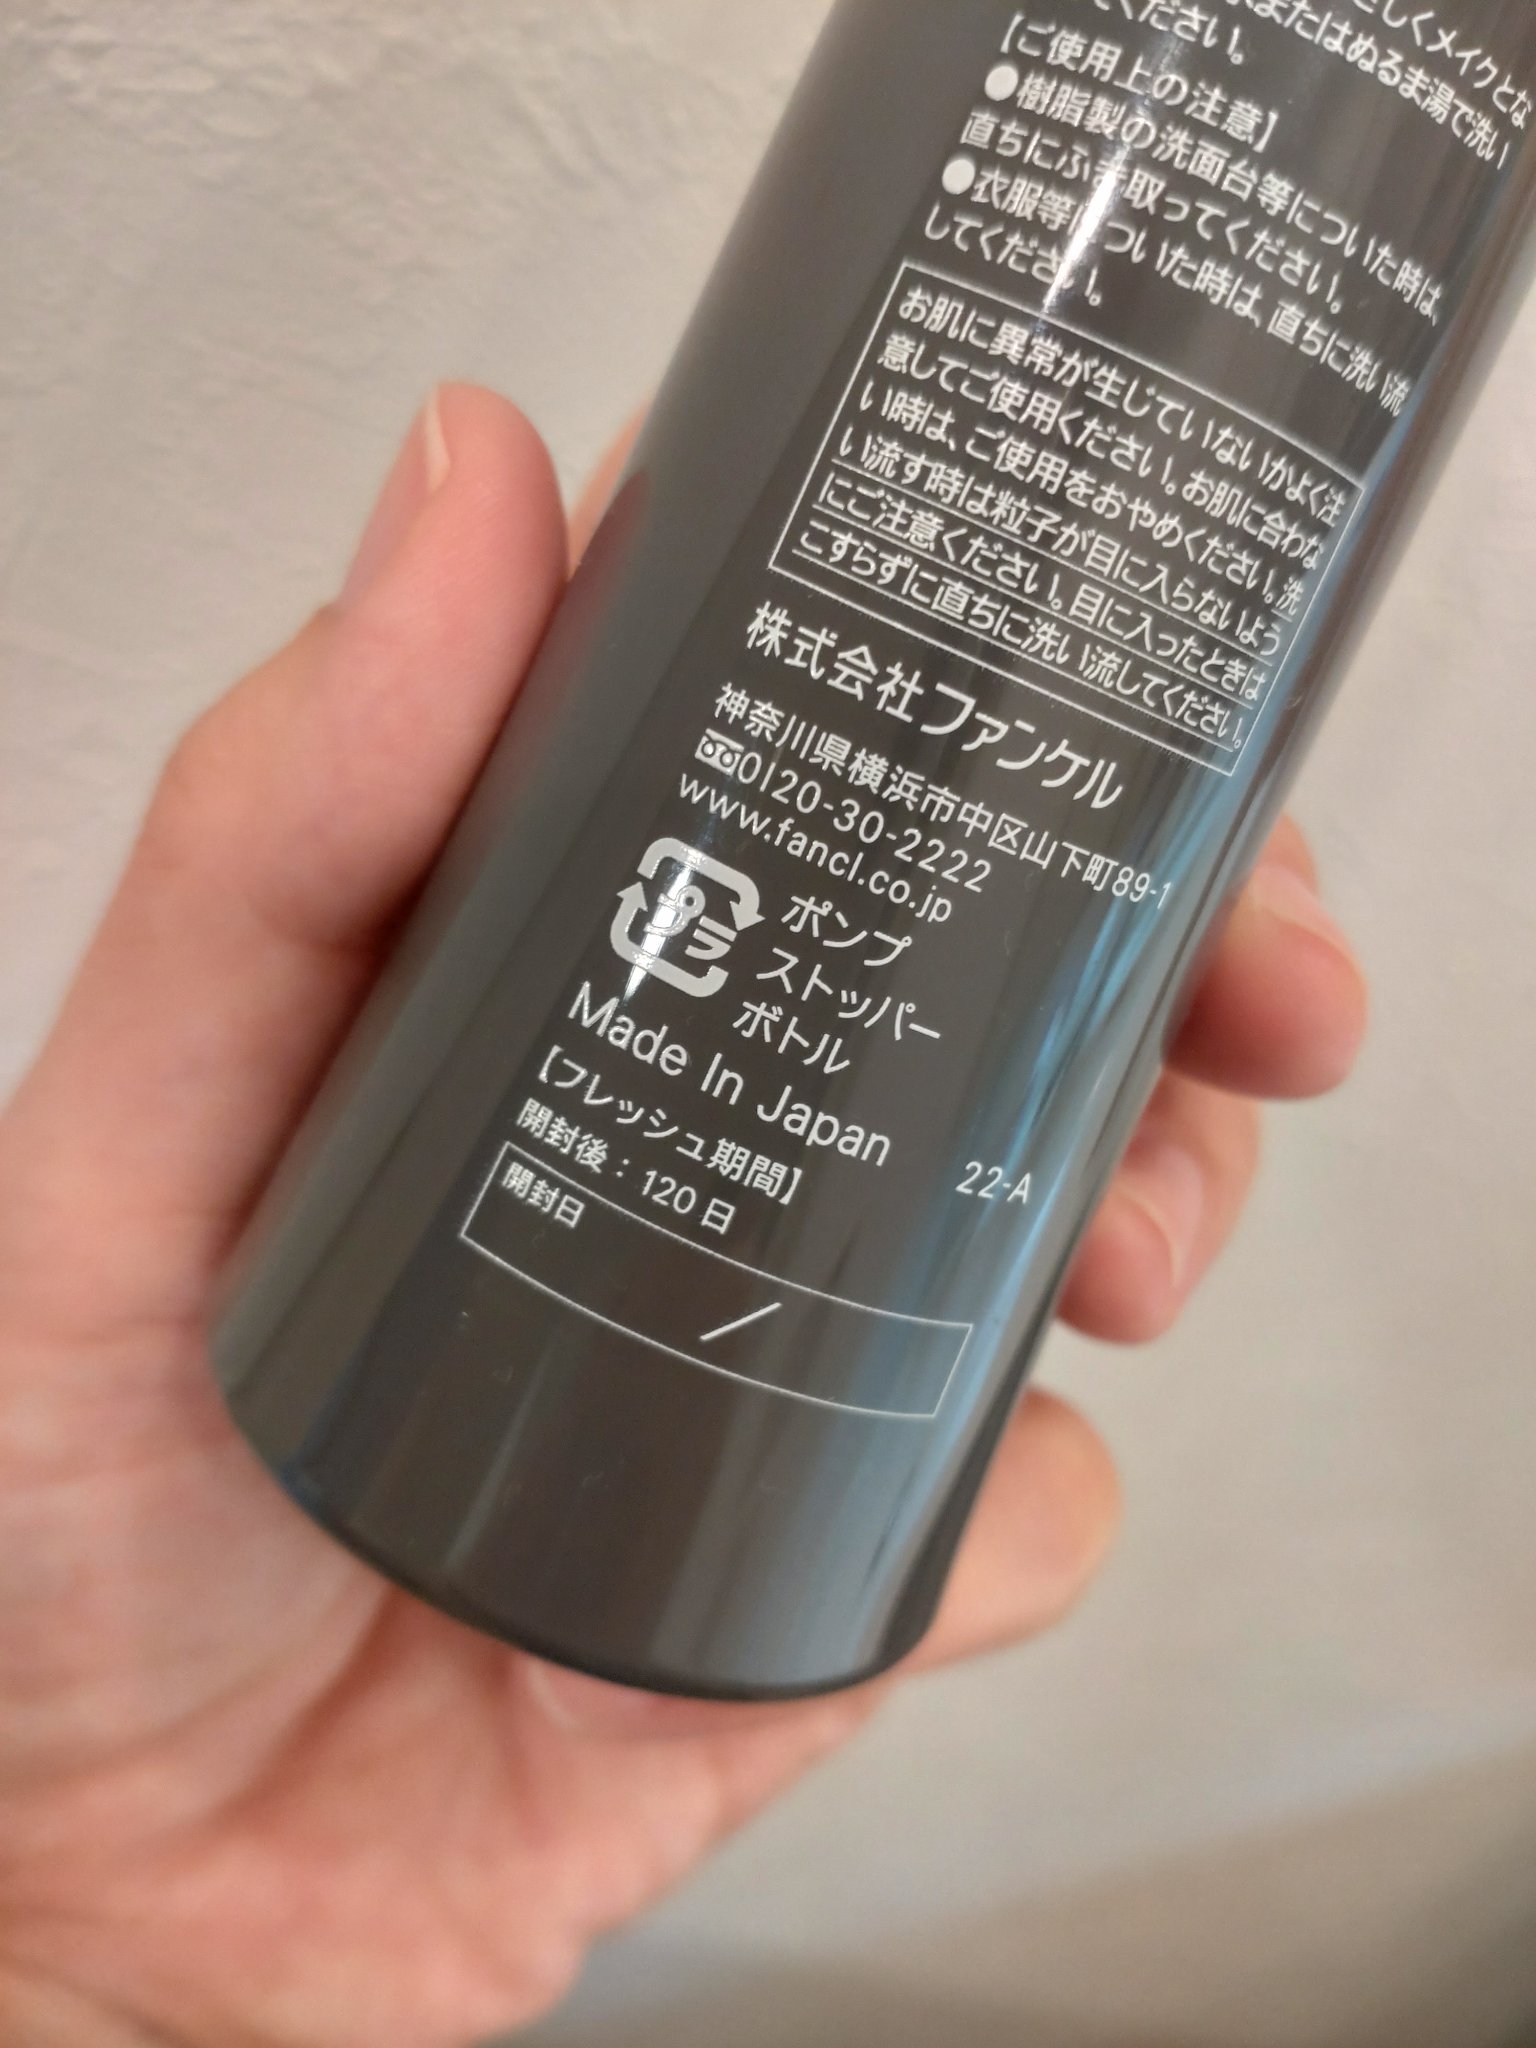 しくメイクとな
またはぬるま湯で洗い
てください。
【ご使用上の注意】
●樹脂製の洗面台等についた時は、
直ちにふき取ってください。
●衣服等についた時は、直ちに洗い流
してください。
お肌に異常が生じていないかよく注
意してご使用ください。お肌に合わな
い時は、ご使用をおやめください。洗
い流す時は粒子が目に入らないよう
にご注意ください。目に入ったときは
こすらずに直ちに洗い流してください。
株式会社ファンケル
神奈川県横浜市中区山下町89-1
0120-30-2222
www.fancl.co.jp
プラ
ポンプ
ストッパー
ボトル
Made In Japan
【フレッシュ期間】
開封後：120日
22-A
開封日
/